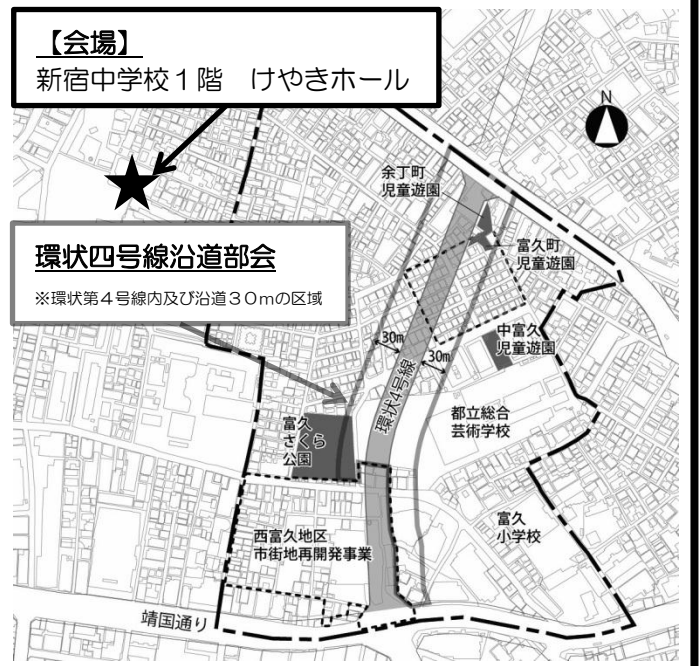 【会場】
新宿中学校１階　けやきホール
N
余丁町
児童遊園
環状四号線沿道部会
※環状第４号線内及び沿道３０ｍの区域
富久町
児童遊園
中富久
児童遊園
30m
30m
環状4号線
都立総合
芸術学校
富久
さくら
公園
富久
小学校
西富久地区
市街地再開発事業
靖国通り